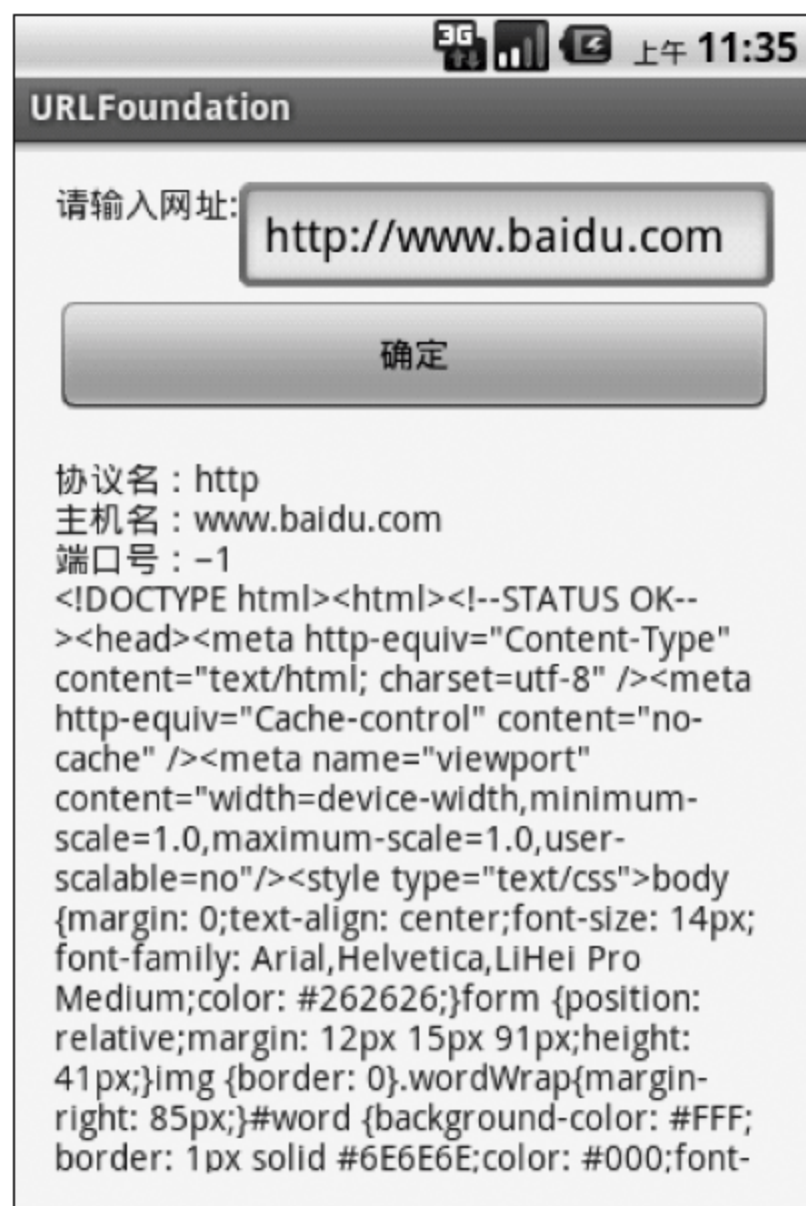 3G 上午 11:35
URLFoundation
请输入网址: http://www.baidu.com
确定
协议名：http
主机名：www.baidu.com
端口号：–1
<!DOCTYPE html><html><!--STATUS OK--
><head><meta http-equiv="Content-Type"
content="text/html; charset=utf-8" /><meta
http-equiv="Cache-control" content="no-
cache" /><meta name="viewport"
content="width=device-width,minimum-
scale=1.0,maximum-scale=1.0,user-
scalable=no"/><style type="text/css">body
{margin: 0;text-align: center;font-size: 14px;
font-family: Arial,Helvetica,LiHei Pro
Medium;color: #262626;}form {position:
relative;margin: 12px 15px 91px;height:
41px;}img {border: 0}.wordWrap{margin-
right: 85px;}#word {background-color: #FFF;
border: 1px solid #6E6E6E;color: #000;font-